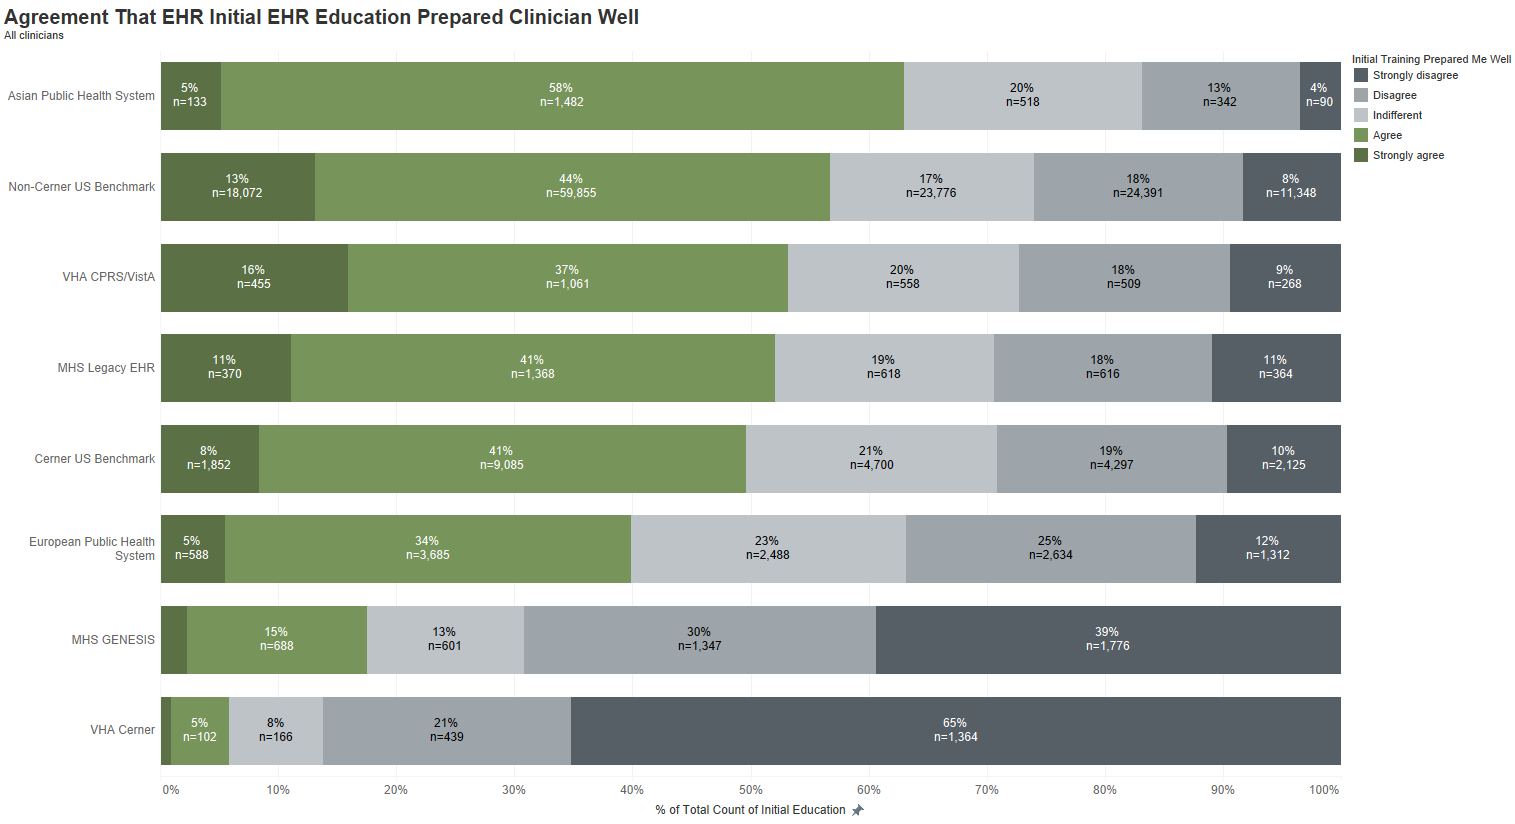 Agreement That EHR Initial EHR Education Prepared Clinician Well
All clinicians
Initial Training Prepared Me Well
Strongly disagree
Disagree
Indifferent
Agree
Strongly agree
Asian Public Health System
5%
n=133
58%
n=1,482
20%
n=518
13%
n=342
4%
n=90
Non-Cerner US Benchmark
13%
n=18,072
44%
n=59,855
17%
n=23,776
18%
n=24,391
8%
n=11,348
VHA CPRS/VistA
16%
n=455
37%
n=1,061
20%
n=558
18%
n=509
9%
n=268
MHS Legacy EHR
11%
n=370
41%
n=1,368
19%
n=618
18%
n=616
11%
n=364
Cerner US Benchmark
8%
n=1,852
41%
n=9,085
21%
n=4,700
19%
n=4,297
10%
n=2,125
European Public Health
System
5%
n=588
34%
n=3,685
23%
n=2,488
25%
n=2,634
12%
n=1,312
MHS GENESIS
15%
n=688
13%
n=601
30%
n=1,347
39%
n=1,776
VHA Cerner
5%
n=102
8%
n=166
21%
n=439
65%
n=1,364
0%
10%
20%
30%
40%
50%
60%
70%
80%
90%
100%
% of Total Count of Initial Education